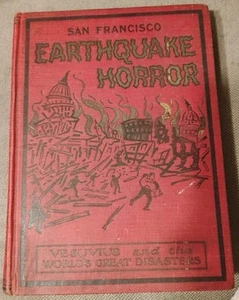 SAN FRANCISCO
EARTHQUAKE
HORROR
VESUVIUS and the
WORLD'S GREAT DISASTERS